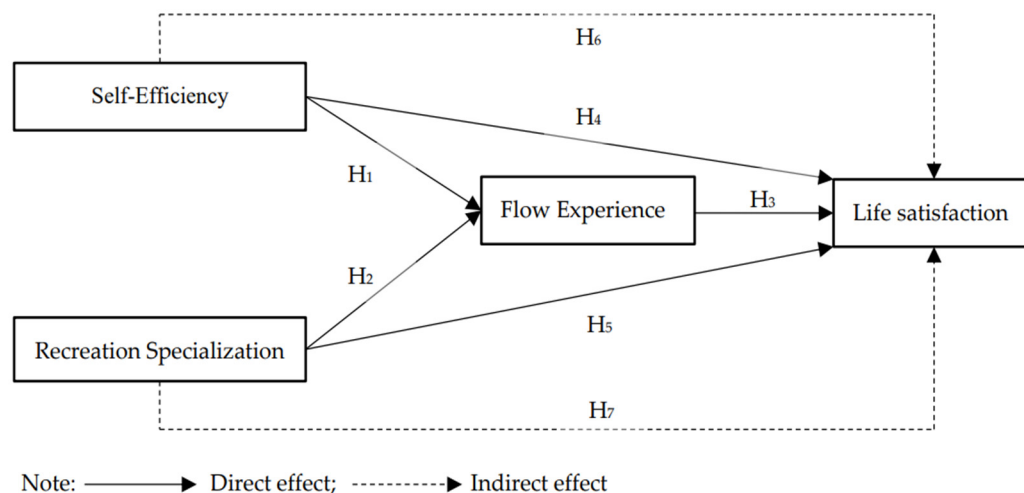 H6
Self-Efficiency
H4
H1
Flow Experience
H3
Life satisfaction
H2
H5
Recreation Specialization
H7
Note: Direct effect; Indirect effect